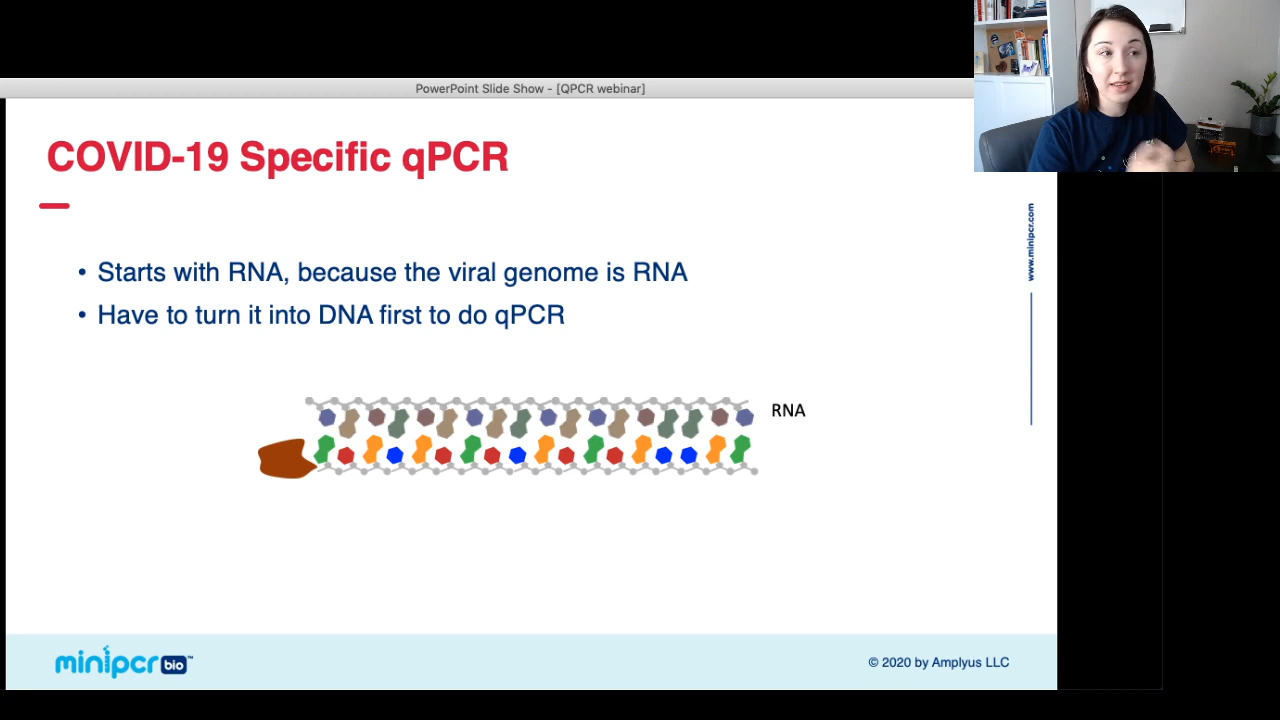 PowerPoint Slide Show - [QPCR webinar]
COVID-19 Specific qPCR
www.minipcr.com
• Starts with RNA, because the viral genome is RNA
• Have to turn it into DNA first to do qPCR
RNA
minipcr bio™
© 2020 by Amplyus LLC